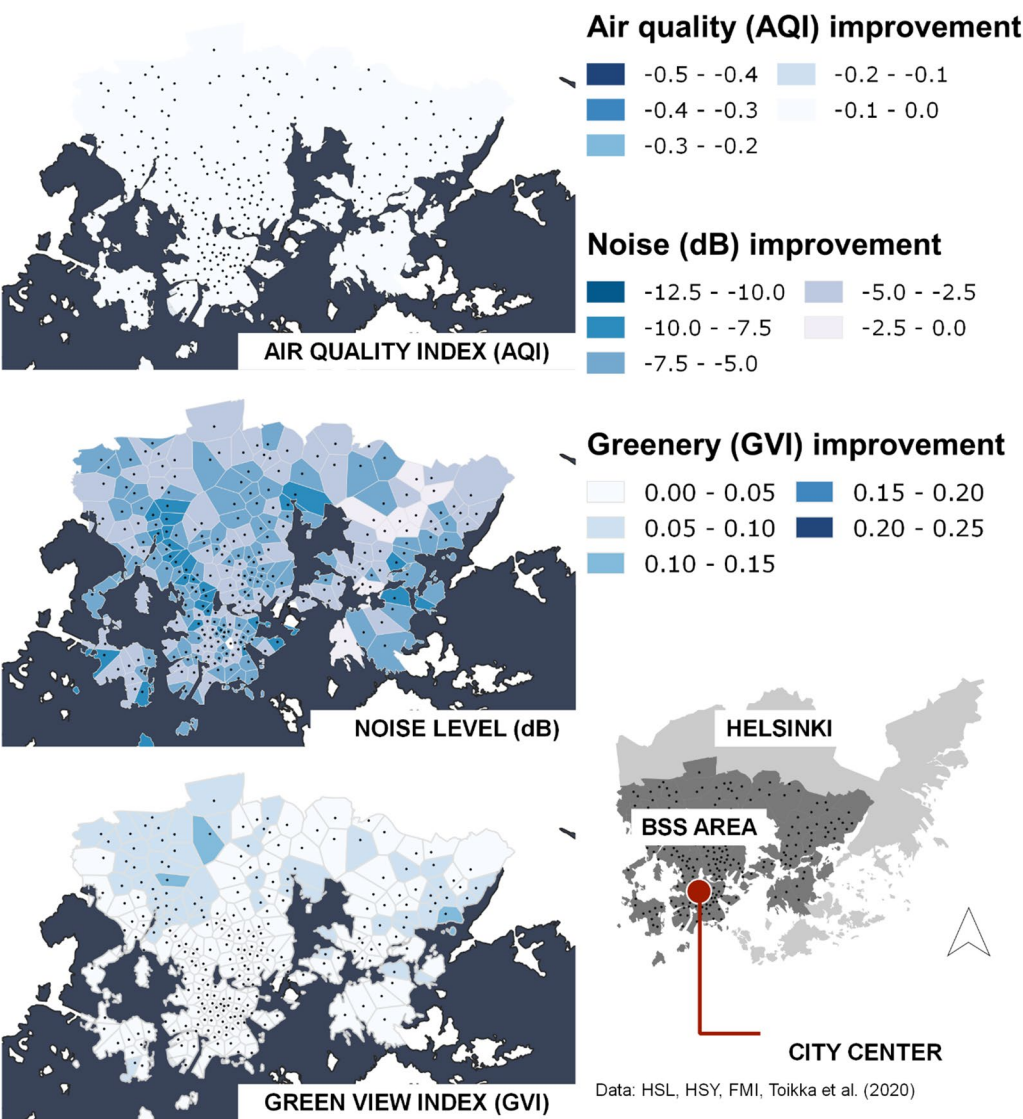 Air quality (AQI) improvement
-0.5 - -0.4
-0.2 - -0.1
-0.4 - -0.3
-0.1 - 0.0
-0.3 - -0.2
AIR QUALITY INDEX (AQI)
Noise (dB) improvement
-12.5 - -10.0
-5.0 - -2.5
-10.0 - -7.5
-2.5 - 0.0
-7.5 - -5.0
NOISE LEVEL (dB)
Greenery (GVI) improvement
0.00 - 0.05
0.15 - 0.20
0.05 - 0.10
0.20 - 0.25
0.10 - 0.15
GREEN VIEW INDEX (GVI)
HELSINKI
BSS AREA
CITY CENTER
Data: HSL, HSY, FMI, Toikka et al. (2020)